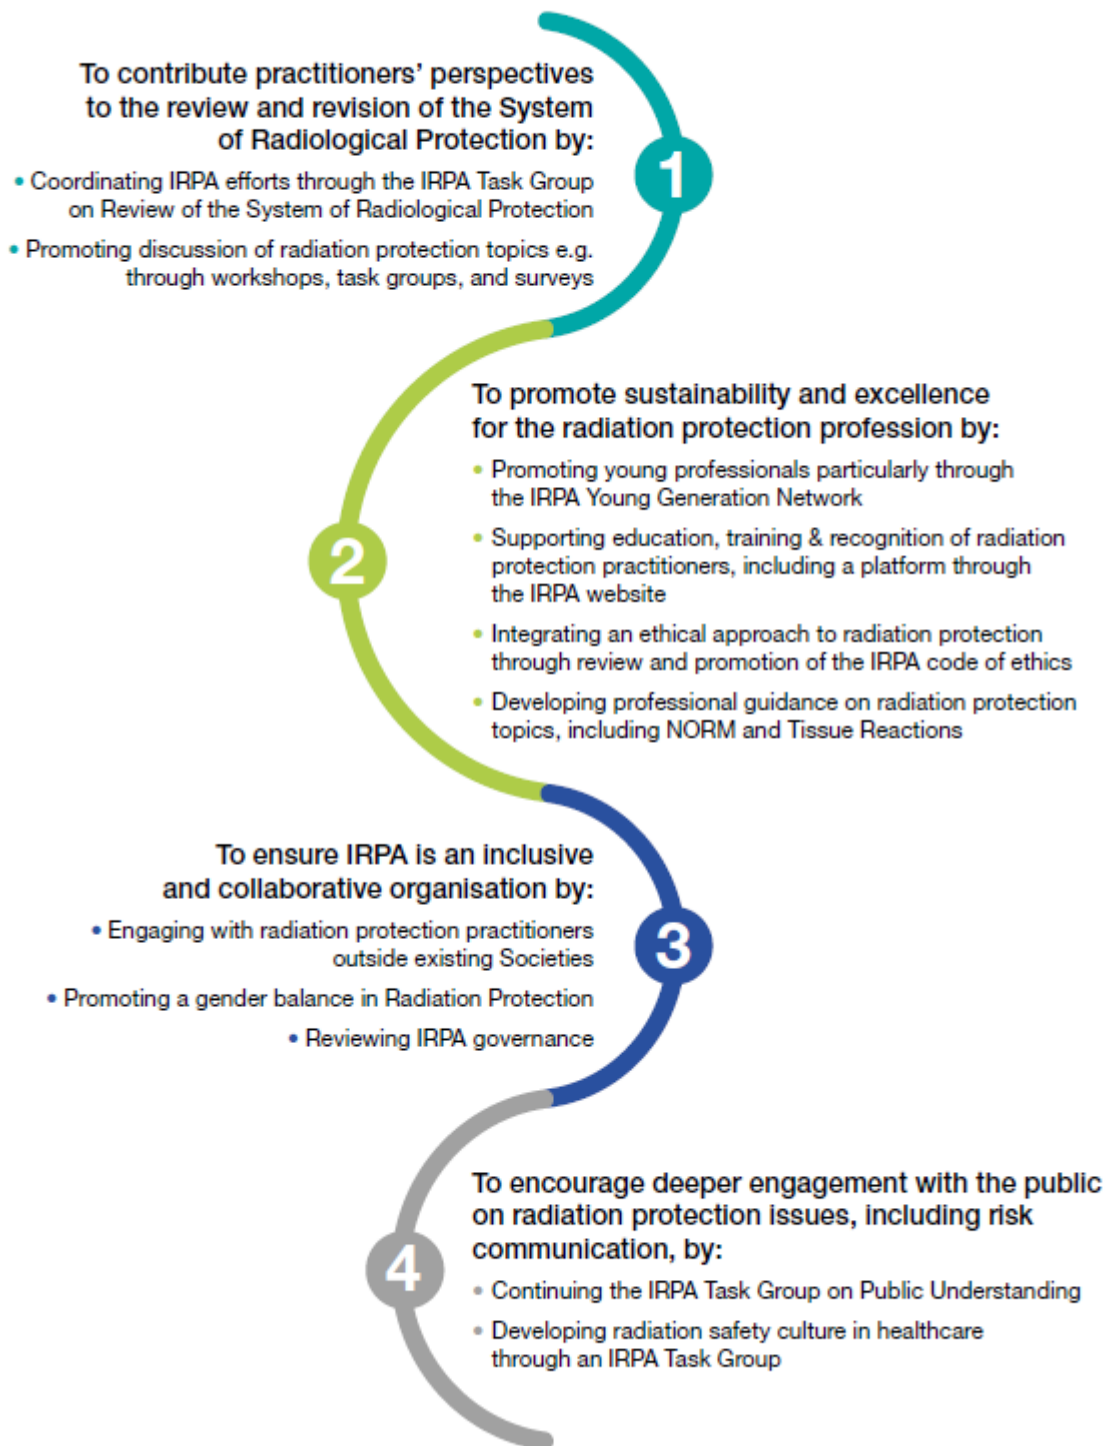 To contribute practitioners’ perspectives
to the review and revision of the System
of Radiological Protection by:
• Coordinating IRPA efforts through the IRPA Task Group
on Review of the System of Radiological Protection
• Promoting discussion of radiation protection topics e.g.
through workshops, task groups, and surveys
1
To promote sustainability and excellence
for the radiation protection profession by:
• Promoting young professionals particularly through
the IRPA Young Generation Network
• Supporting education, training & recognition of radiation
protection practitioners, including a platform through
the IRPA website
• Integrating an ethical approach to radiation protection
through review and promotion of the IRPA code of ethics
• Developing professional guidance on radiation protection
topics, including NORM and Tissue Reactions
2
To ensure IRPA is an inclusive
and collaborative organisation by:
• Engaging with radiation protection practitioners
outside existing Societies
• Promoting a gender balance in Radiation Protection
• Reviewing IRPA governance
3
To encourage deeper engagement with the public
on radiation protection issues, including risk
communication, by:
• Continuing the IRPA Task Group on Public Understanding
• Developing radiation safety culture in healthcare
through an IRPA Task Group
4